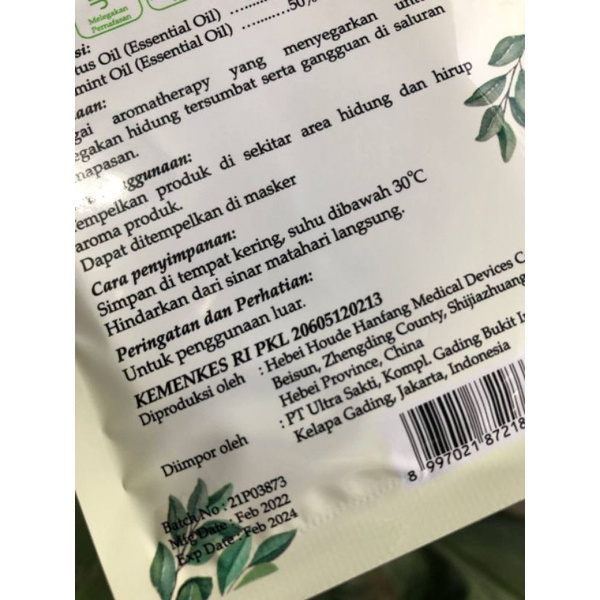 Melegakan
Pernafasan
si:
tus Oil (Essential Oil) ..........
mint Oil (Essential Oil) ........50%
aan:
gai aromatherapy yang menyegarkan
egakan hidung tersumbat serta gangguan di saluran
napasan.
ggunaan:
empelkan produk di sekitar area hidung dan hirup
aroma produk.
Dapat ditempelkan di masker
Cara penyimpanan:
Simpan di tempat kering, suhu dibawah 30°C
Hindarkan dari sinar matahari langsung.
Peringatan dan Perhatian:
Untuk penggunaan luar.
KEMENKES RI PKL 20605120213
Diproduksi oleh : Hebei Houde Hanfang Medical Devices C
Beisun, Zhengding County, Shijiazhuang
Hebei Province, China
Diimpor oleh : PT Ultra Sakti, Kompl. Gading Bukit In
Kelapa Gading, Jakarta, Indonesia
8 997021 87218
Batch No : 21P03873
Mfg Date : Feb 2022
Exp Date : Feb 2024